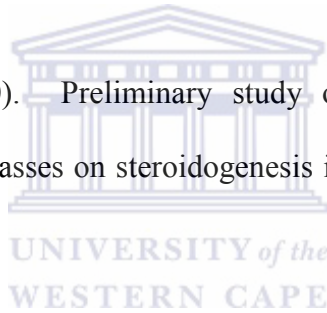 ). Preliminary study
asses on steroidogenesis i
UNIVERSITY of the
WESTERN CAPE